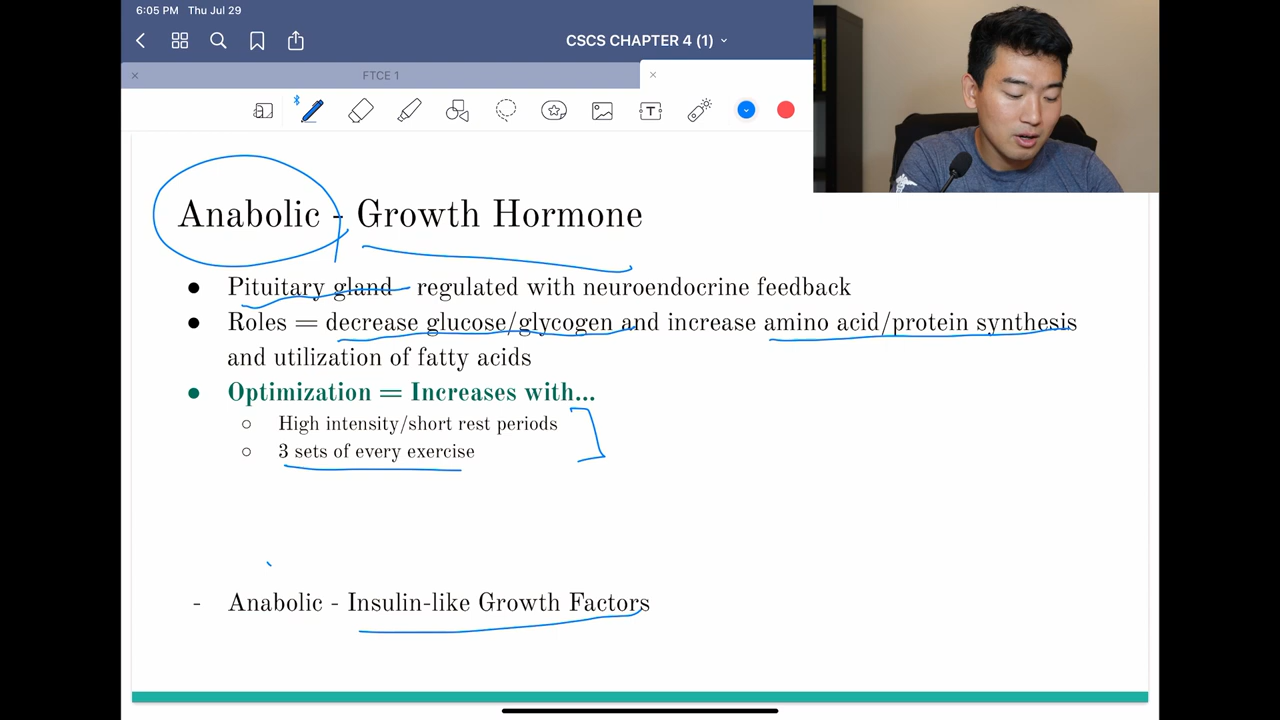 6:05 PM Thu Jul 29
CSCS CHAPTER 4 (1)
FTCE 1
T
Anabolic - Growth Hormone
● Pituitary gland - regulated with neuroendocrine feedback
● Roles = decrease glucose/glycogen and increase amino acid/protein synthesis
and utilization of fatty acids
● Optimization = Increases with...
○ High intensity/short rest periods
○ 3 sets of every exercise
- Anabolic - Insulin-like Growth Factors